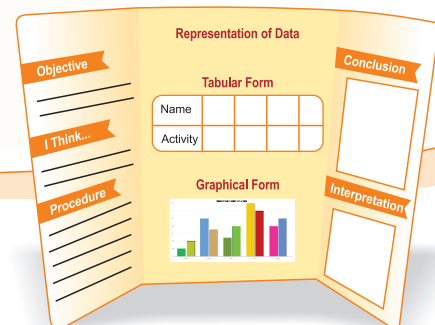 Objective
I Think...
Procedure
Representation of Data
Tabular Form
Name
Activity
Graphical Form
Conclusion
Interpretation